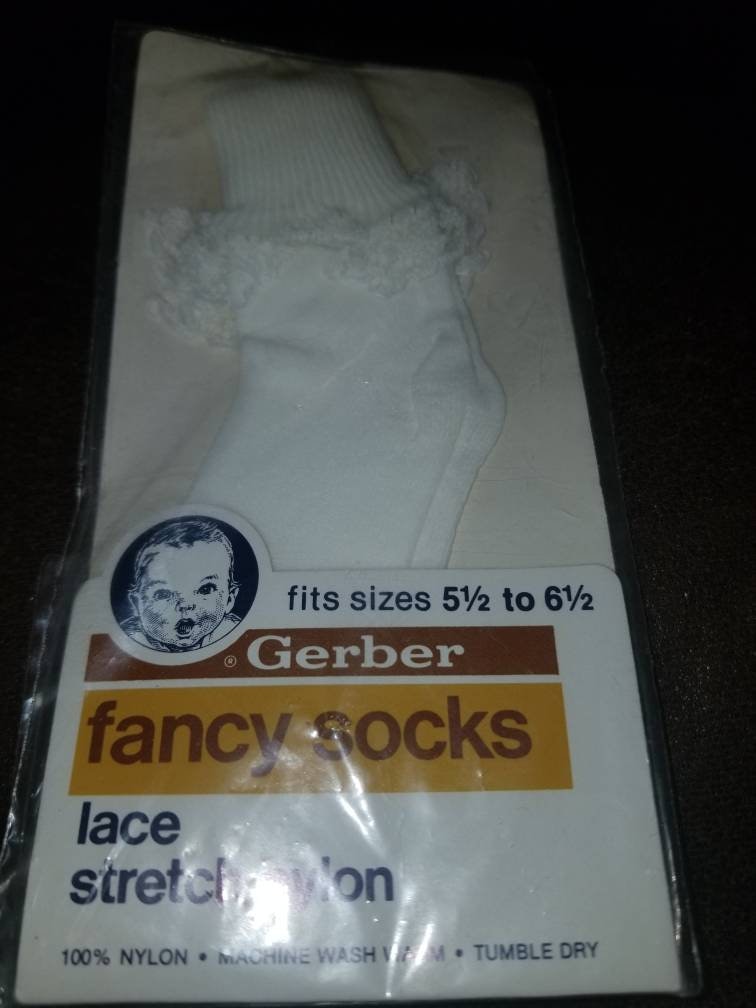 fits sizes 5½ to 6½
® Gerber
fancy socks
lace
stretch nylon
100% NYLON • MACHINE WASH WARM • TUMBLE DRY